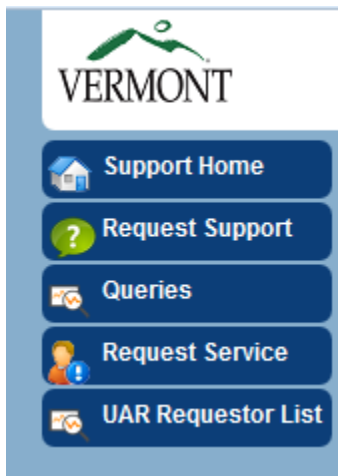 VERMONT
Support Home
Request Support
Queries
Request Service
UAR Requestor List